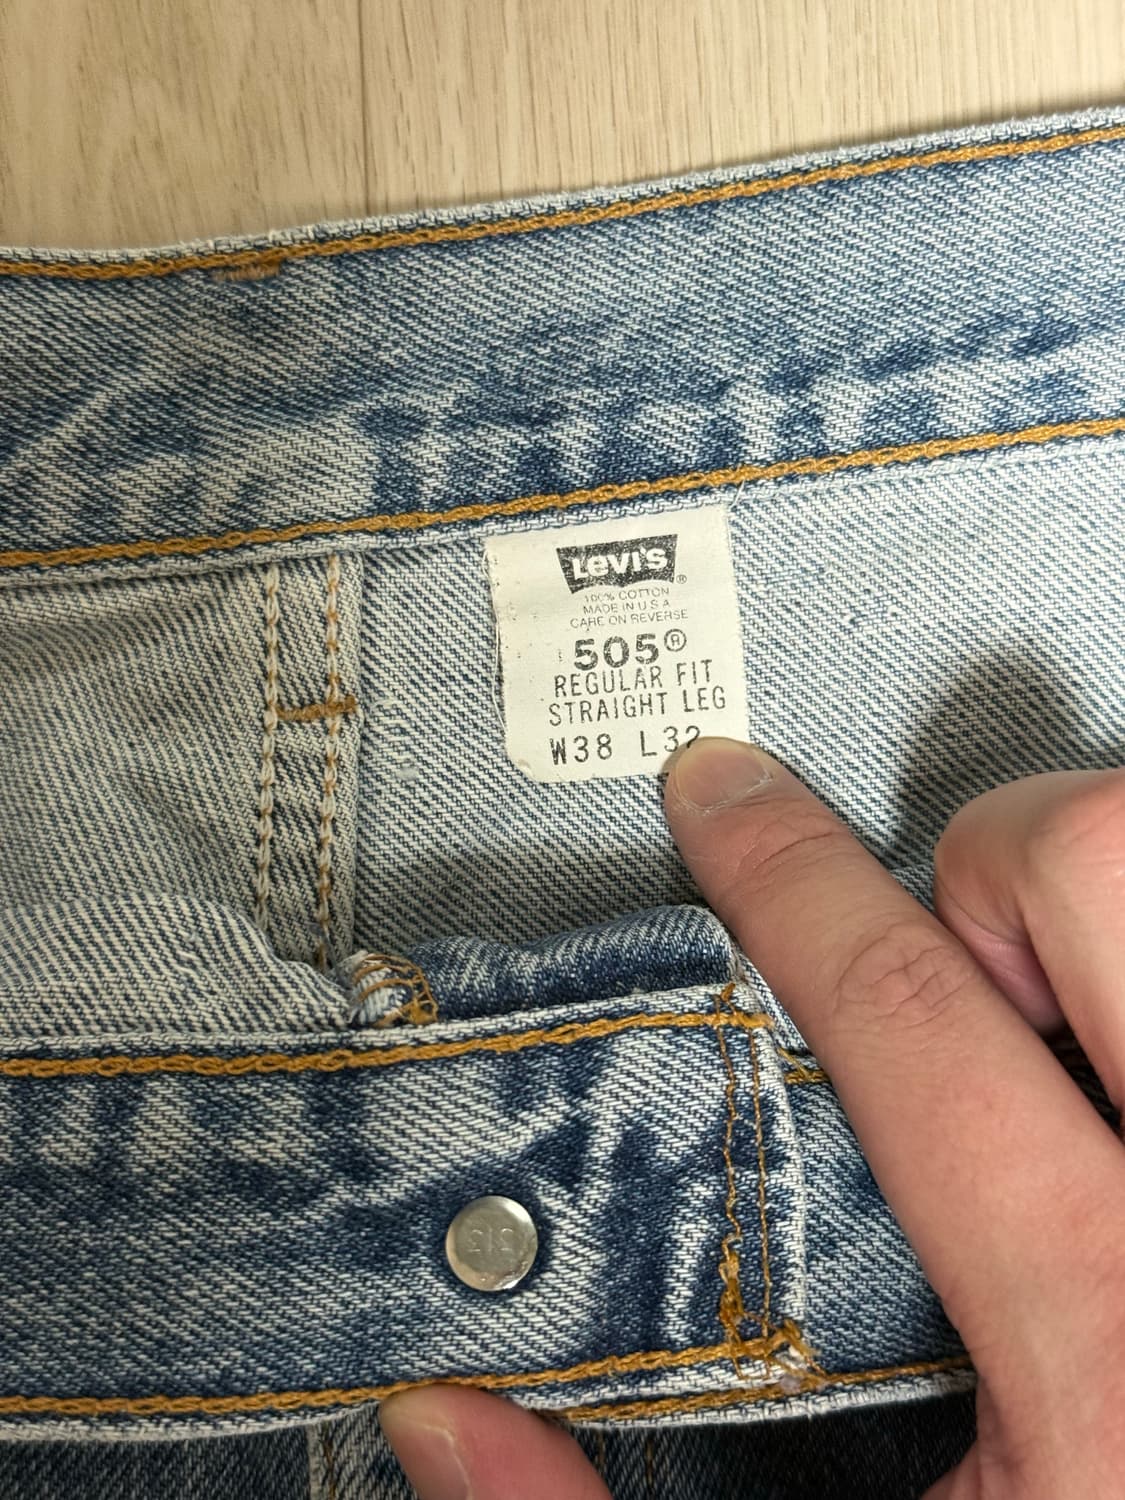 Levi's®
100% COTTON
MADE IN U S A
CARE ON REVERSE
505®
REGULAR FIT
STRAIGHT LEG
W38 L32